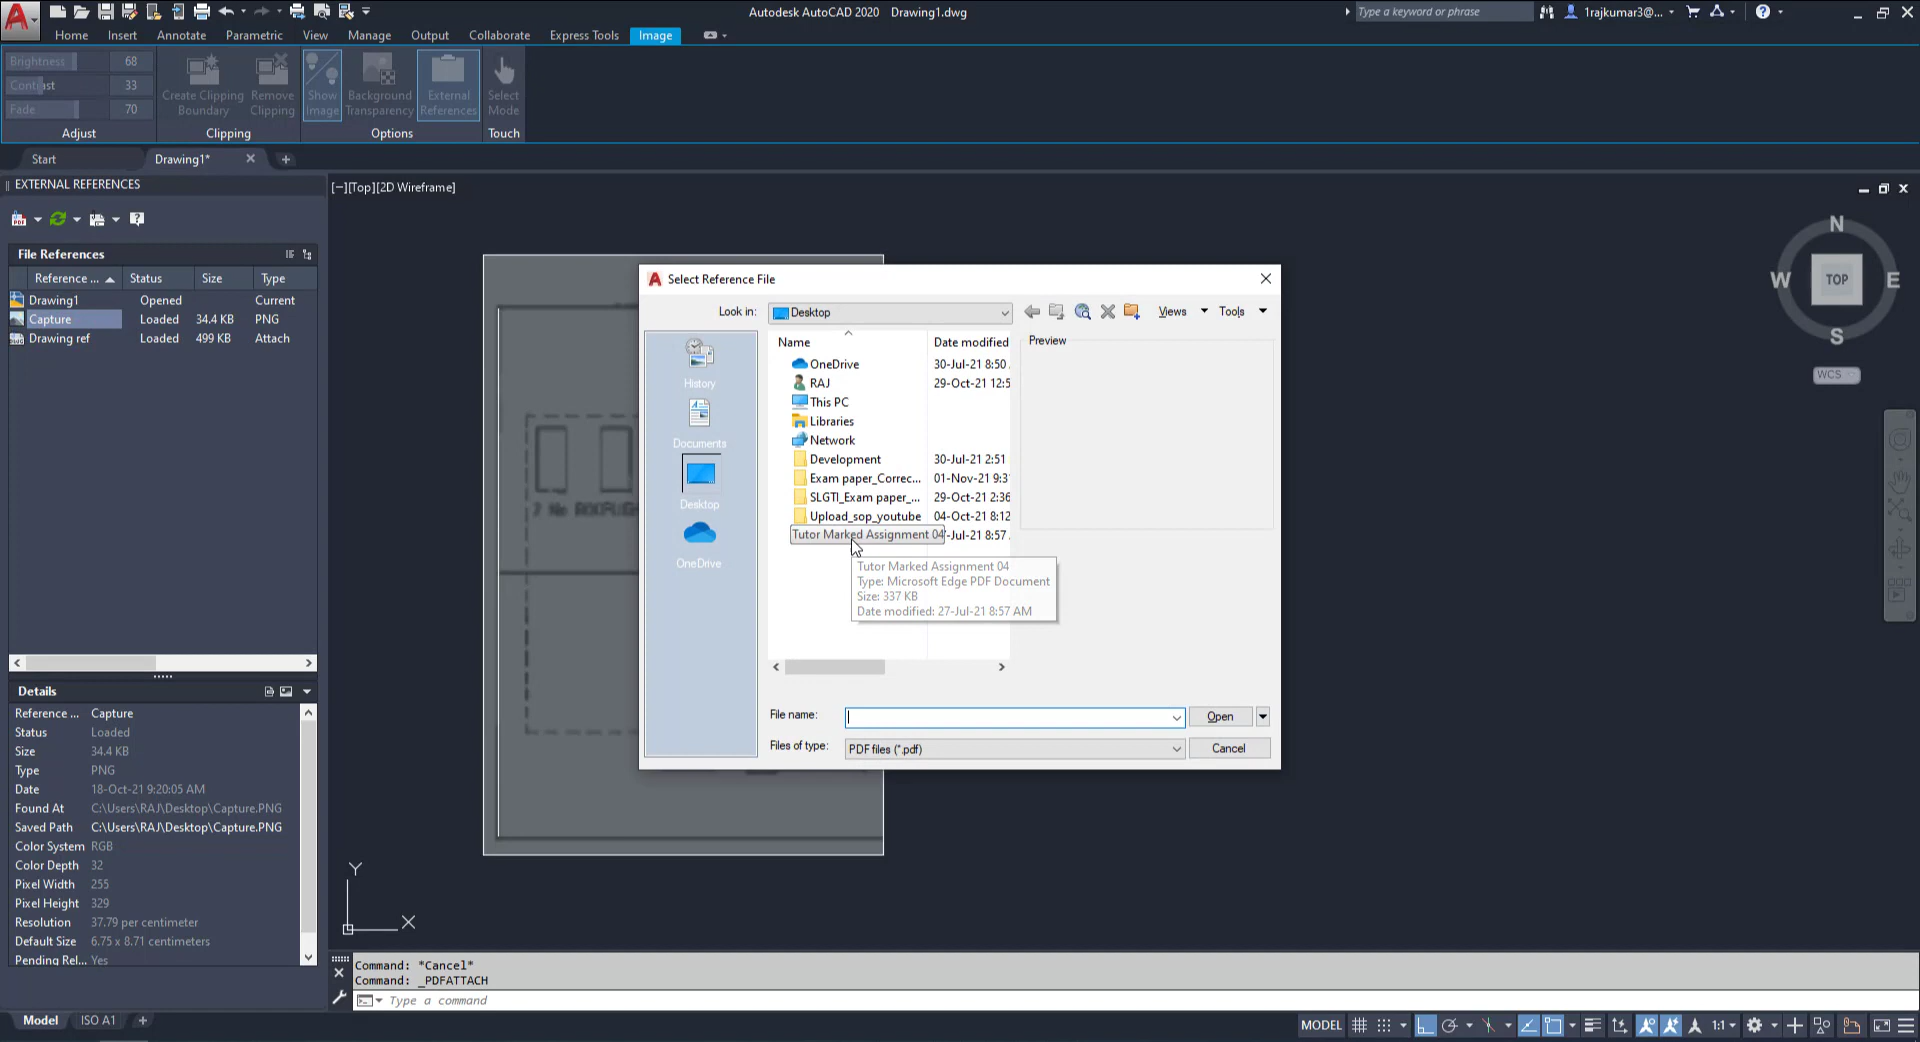 Autodesk AutoCAD 2020 Drawing1.dwg
Type a keyword or phrase
1rajkumar3@...
Home Insert Annotate Parametric View Manage Output Collaborate Express Tools Image
Brightness 68
Contrast 33
Fade 70
Create Clipping Boundary
Remove Clipping
Show Image
Background Transparency
External References
Select Mode
Adjust Clipping Options Touch
Start Drawing1*
EXTERNAL REFERENCES
[−][Top][2D Wireframe]
File References
Reference ... Status Size Type
Drawing1 Opened Current
Capture Loaded 34.4 KB PNG
Drawing ref Loaded 499 KB Attach
Details
Reference ... Capture
Status Loaded
Size 34.4 KB
Type PNG
Date 18-Oct-21 9:20:05 AM
Found At C:\Users\RAJ\Desktop\Capture.PNG
Saved Path C:\Users\RAJ\Desktop\Capture.PNG
Color System RGB
Color Depth 32
Pixel Width 255
Pixel Height 329
Resolution 37.79 per centimeter
Default Size 6.75 x 8.71 centimeters
Pending Rel... Yes
Select Reference File
Look in: Desktop
Views Tools
History
Documents
Desktop
OneDrive
Name Date modified
OneDrive 30-Jul-21 8:50
RAJ 29-Oct-21 12:5
This PC
Libraries
Network
Development 30-Jul-21 2:51
Exam paper_Correc... 01-Nov-21 9:3
SLGTI_Exam paper_... 29-Oct-21 2:36
Upload_sop_youtube 04-Oct-21 8:12
Tutor Marked Assignment 04 -Jul-21 8:57
Tutor Marked Assignment 04
Type: Microsoft Edge PDF Document
Size: 337 KB
Date modified: 27-Jul-21 8:57 AM
Preview
File name: Open
Files of type: PDF files (*.pdf) Cancel
N
W TOP E
S
WCS
Y
X
Command: *Cancel*
Command: _PDFATTACH
Type a command
Model ISO A1
MODEL 1:1